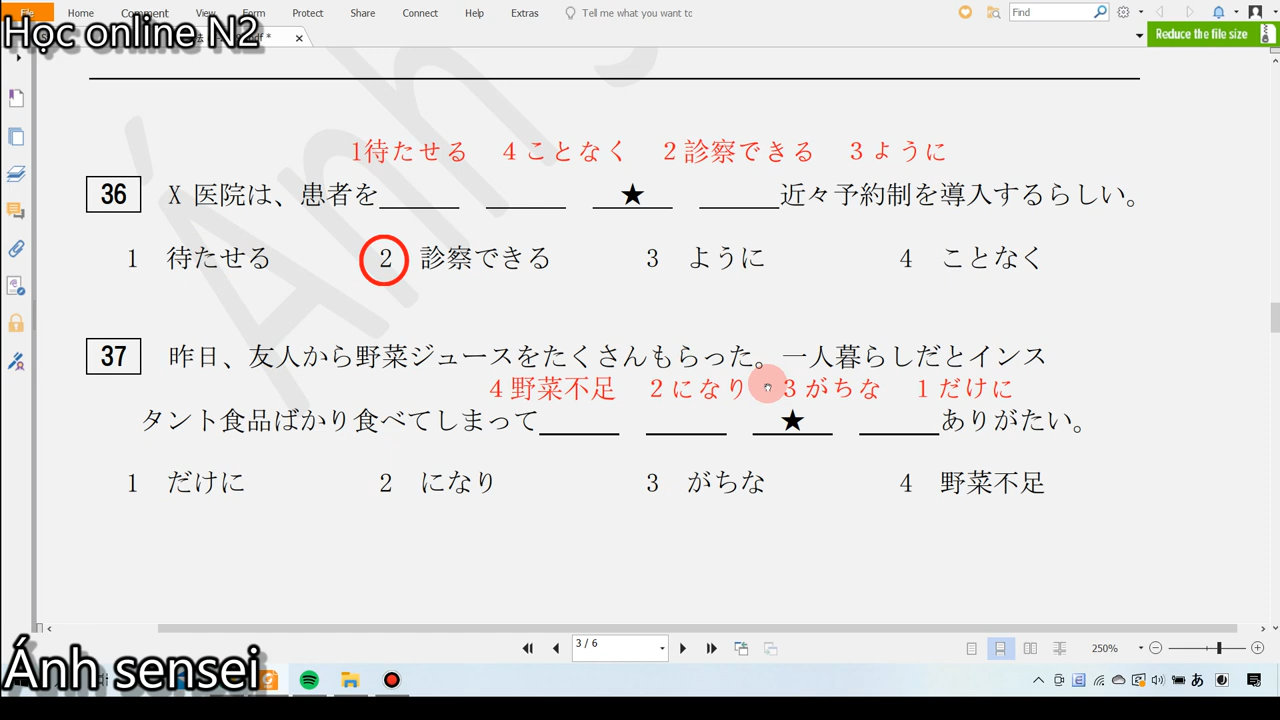 File Home Comment View Form Protect Share Connect Help Extras Tell me what you want to Find
Học online N2
Reduce the file size
1待たせる 4ことなく 2診察できる 3ように
36 X 医院は、患者を______ ______ ★ ______近々予約制を導入するらしい。
1 待たせる 2 診察できる 3 ように 4 ことなく
37 昨日、友人から野菜ジュースをたくさんもらった。一人暮らしだとインス
4野菜不足 2になり 3がちな 1だけに
タント食品ばかり食べてしまって______ ______ ★ ______ありがたい。
1 だけに 2 になり 3 がちな 4 野菜不足
3 / 6
250%
Ánh sensei
あ